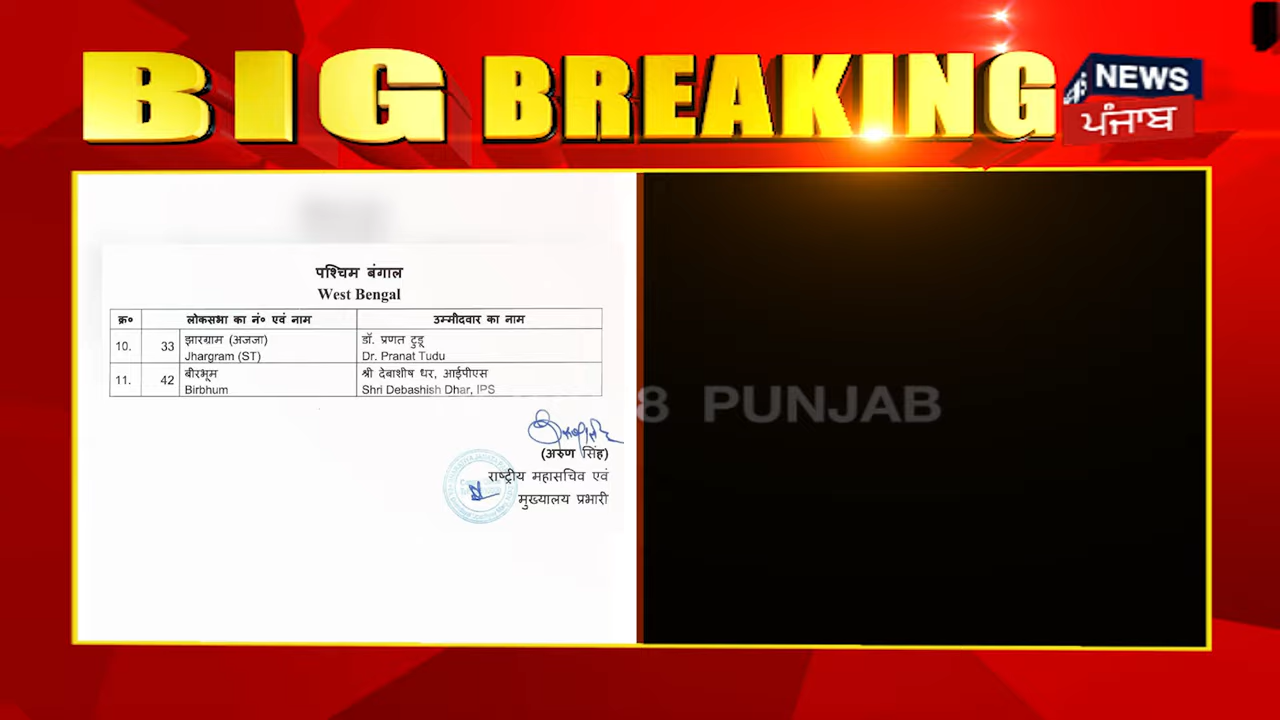 BIG BREAKING
NEWS
ਪੰਜਾਬ
पश्चिम बंगाल
West Bengal
क्र० लोकसभा का नं० एवं नाम उम्मीदवार का नाम
10. 33 झारग्राम (अजजा) डॉ. प्रणत टुडू
Jhargram (ST) Dr. Pranat Tudu
11. 42 बीरभूम श्री देबाशीष धर, आईपीएस
Birbhum Shri Debashish Dhar, IPS
8 PUNJAB
(अरुण सिंह)
राष्ट्रीय महासचिव एवं
मुख्यालय प्रभारी